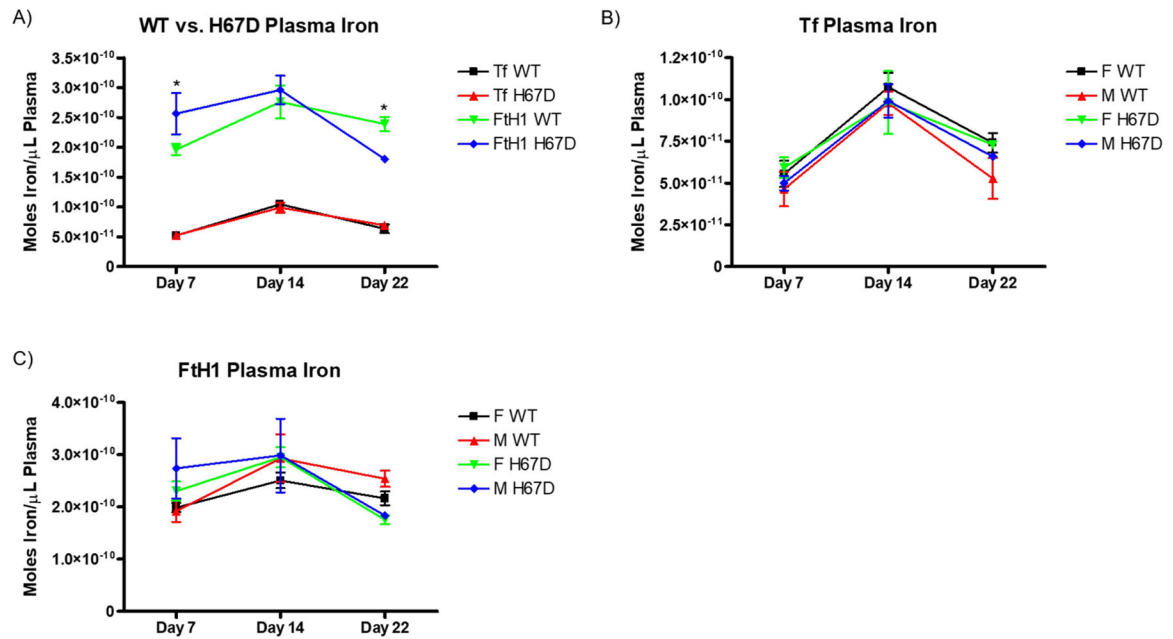 A)
WT vs. H67D Plasma Iron
Moles Iron/µL Plasma
3.5×10⁻¹⁰
3.0×10⁻¹⁰
2.5×10⁻¹⁰
2.0×10⁻¹⁰
1.5×10⁻¹⁰
1.0×10⁻¹⁰
5.0×10⁻¹¹
0
*
*
Day 7 Day 14 Day 22
Tf WT
Tf H67D
FtH1 WT
FtH1 H67D
B)
Tf Plasma Iron
Moles Iron/µL Plasma
1.2×10⁻¹⁰
1.0×10⁻¹⁰
7.5×10⁻¹¹
5.0×10⁻¹¹
2.5×10⁻¹¹
0
Day 7 Day 14 Day 22
F WT
M WT
F H67D
M H67D
C)
FtH1 Plasma Iron
Moles Iron/µL Plasma
4.0×10⁻¹⁰
3.0×10⁻¹⁰
2.0×10⁻¹⁰
1.0×10⁻¹⁰
0
Day 7 Day 14 Day 22
F WT
M WT
F H67D
M H67D